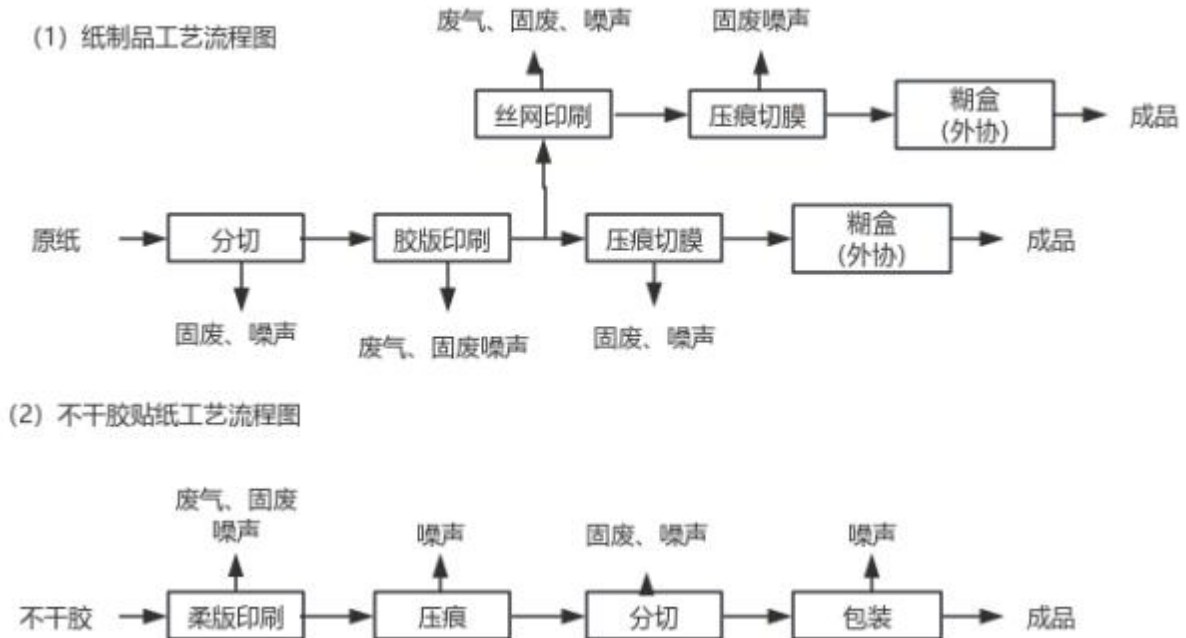 (1) 纸制品工艺流程图
废气、固废、噪声
固废噪声
丝网印刷
压痕切膜
糊盒
(外协)
成品
原纸
分切
胶版印刷
压痕切膜
糊盒
(外协)
成品
固废、噪声
废气、固废噪声
固废、噪声
(2) 不干胶贴纸工艺流程图
废气、固废
噪声
噪声
固废、噪声
噪声
不干胶
柔版印刷
压痕
分切
包装
成品